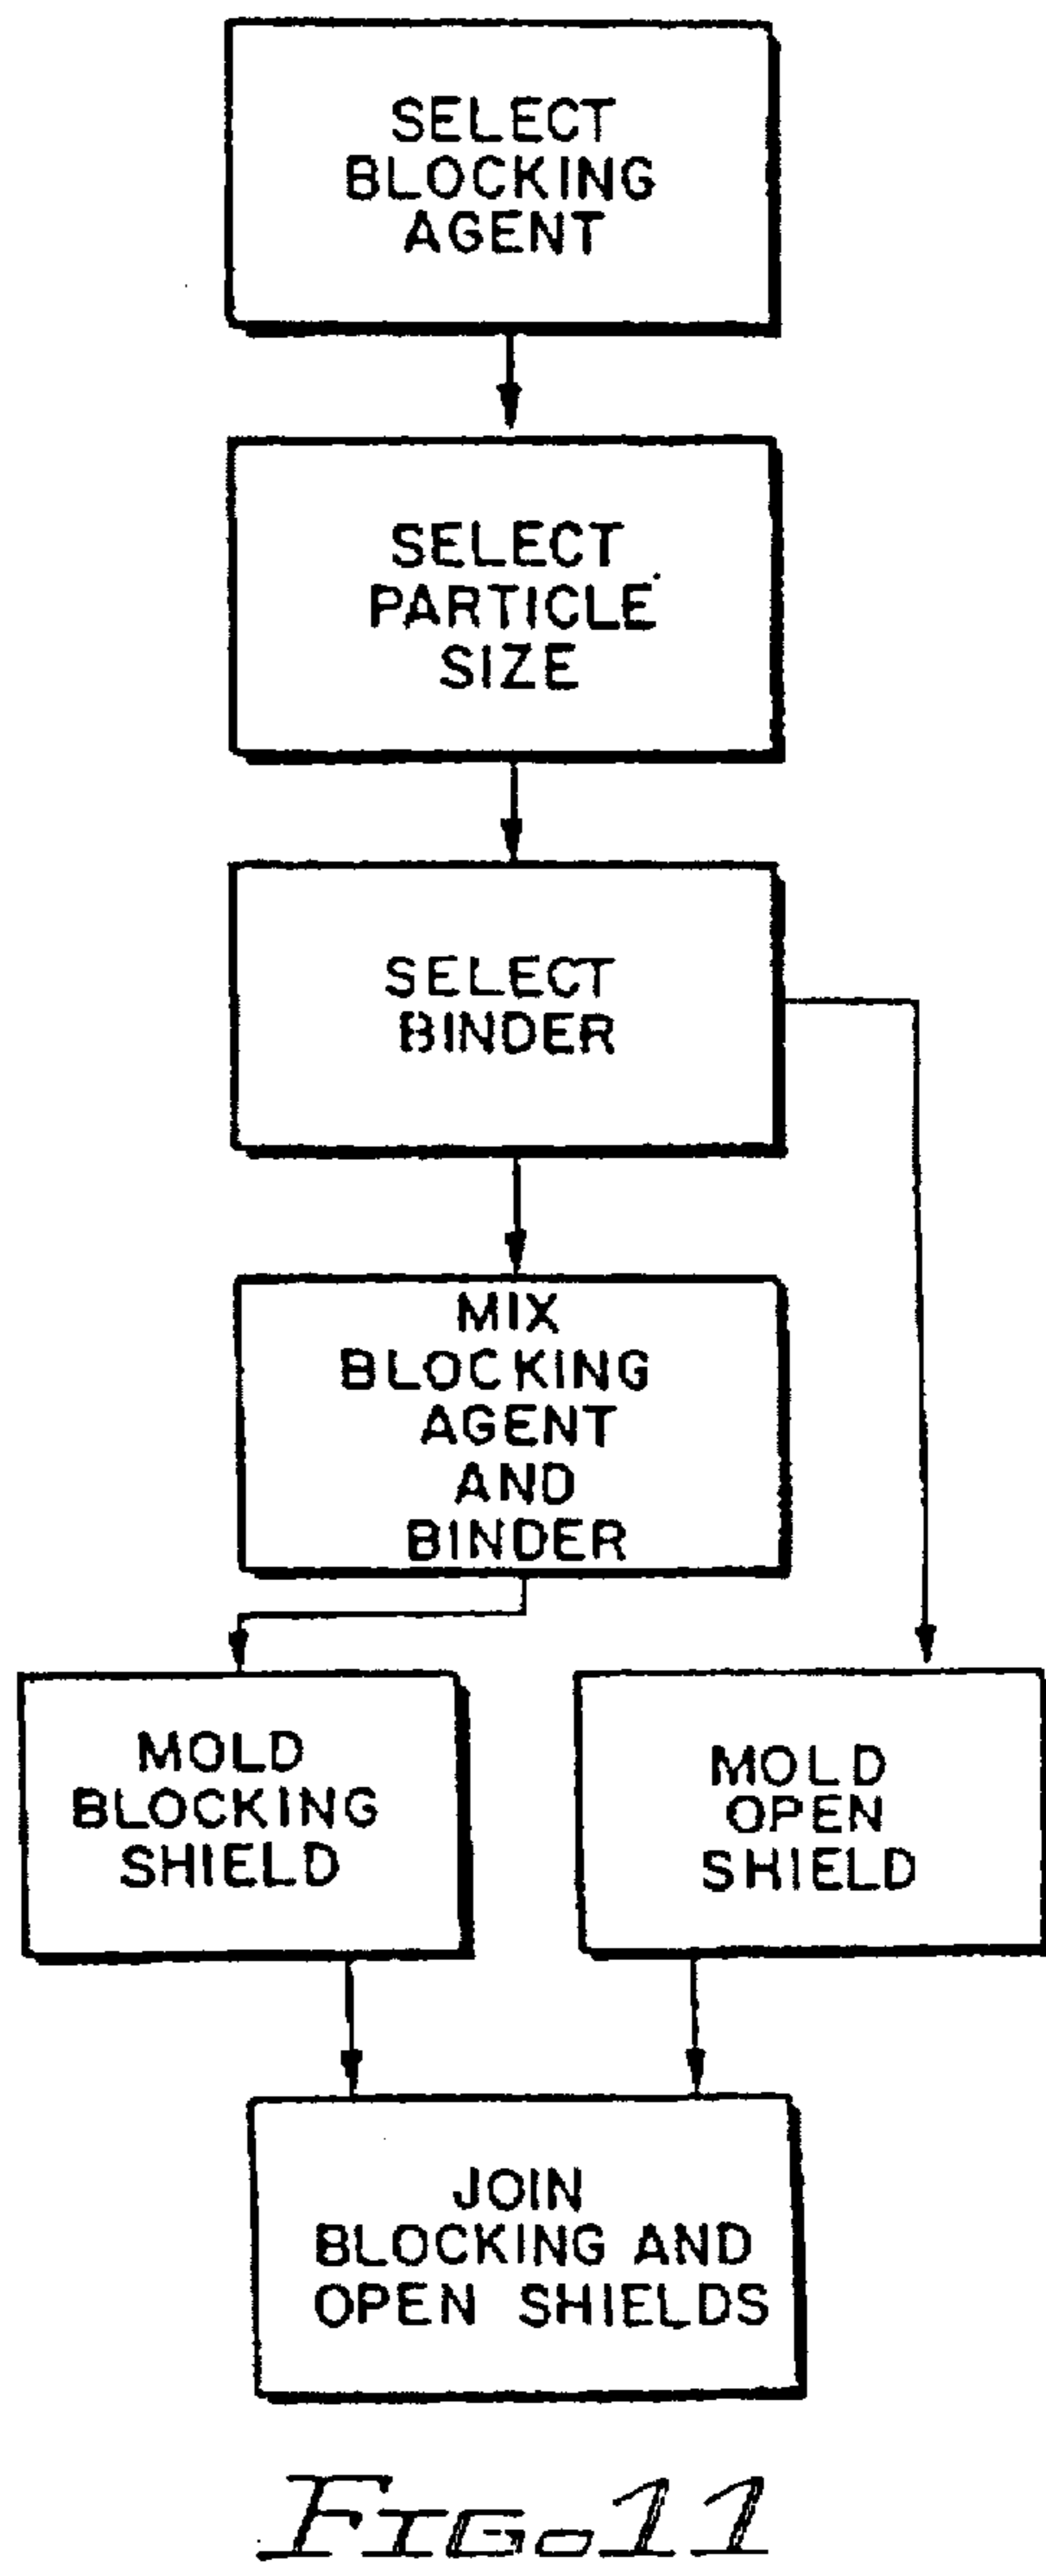 SELECT
BLOCKING
AGENT
SELECT
PARTICLE
SIZE
SELECT
BINDER
MIX
BLOCKING
AGENT
AND
BINDER
MOLD
BLOCKING
SHIELD
MOLD
OPEN
SHIELD
JOIN
BLOCKING AND
OPEN SHIELDS
FIG. 11